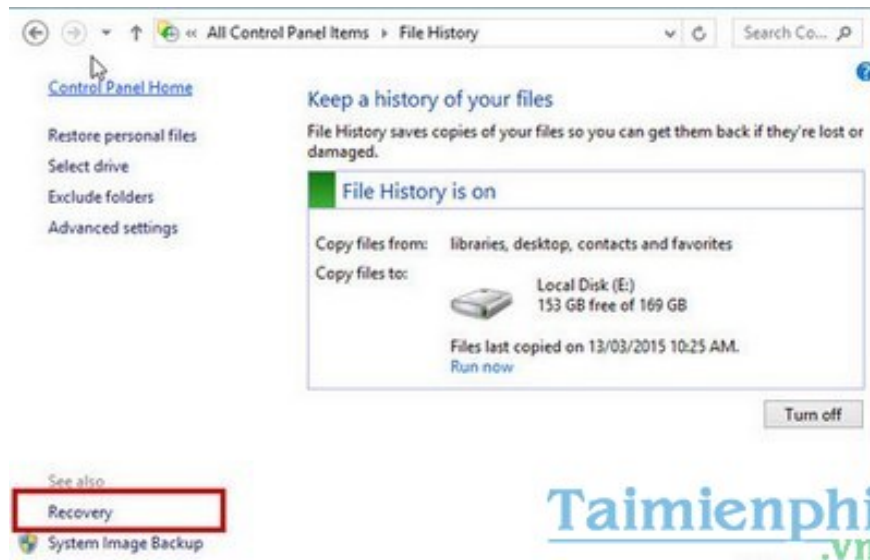 « All Control Panel Items ▸ File History
Search Co...
Control Panel Home
Restore personal files
Select drive
Exclude folders
Advanced settings
Keep a history of your files
File History saves copies of your files so you can get them back if they're lost or
damaged.
File History is on
Copy files from: libraries, desktop, contacts and favorites
Copy files to:
Local Disk (E:)
153 GB free of 169 GB
Files last copied on 13/03/2015 10:25 AM.
Run now
Turn off
See also
Recovery
System Image Backup
Taimienphi
.vn